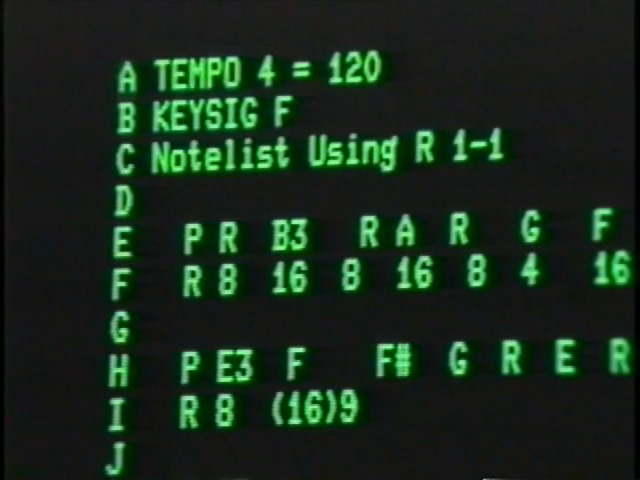 A TEMPO 4 = 120
B KEYSIG F
C Notelist Using R 1-1
D
E P R B3 R A R G F
F R 8 16 8 16 8 4 16
G
H P E3 F F# G R E R
I R 8 (16)9
J